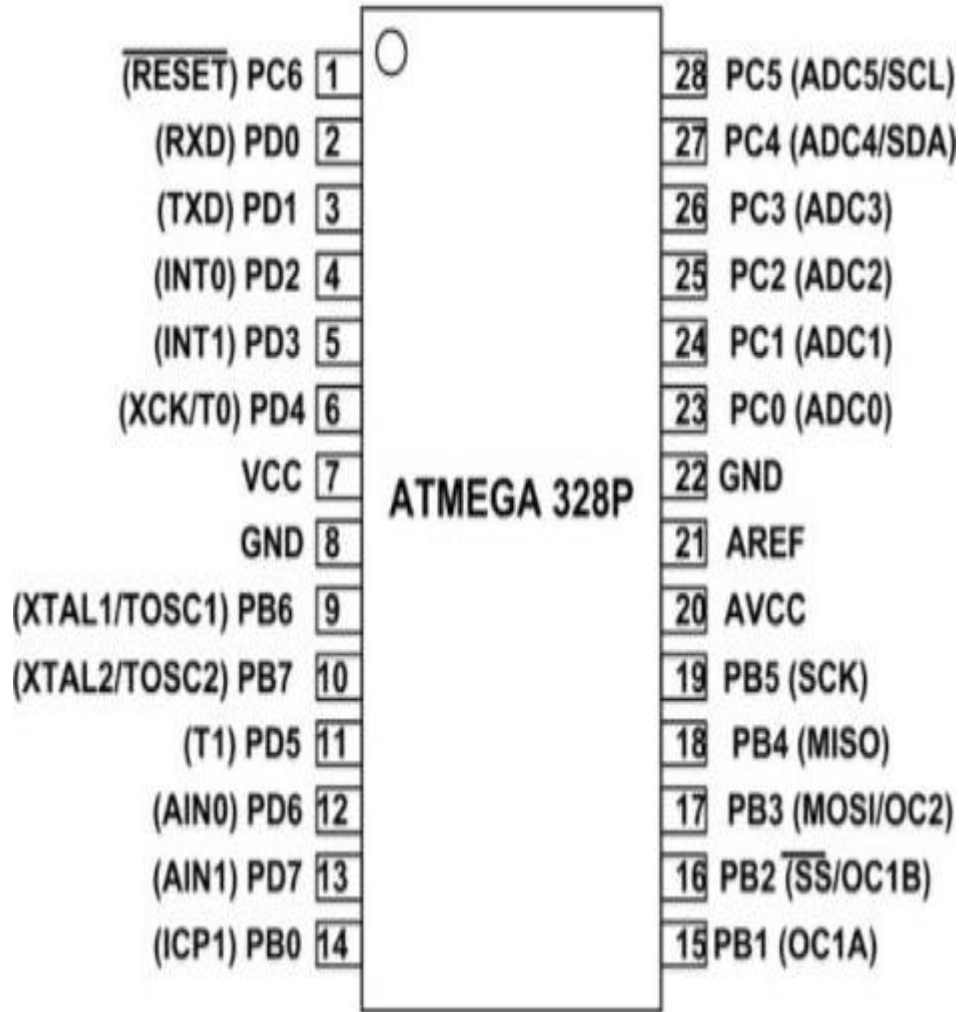 (RESET) PC6 1
(RXD) PD0 2
(TXD) PD1 3
(INT0) PD2 4
(INT1) PD3 5
(XCK/T0) PD4 6
VCC 7
GND 8
(XTAL1/TOSC1) PB6 9
(XTAL2/TOSC2) PB7 10
(T1) PD5 11
(AIN0) PD6 12
(AIN1) PD7 13
(ICP1) PB0 14
ATMEGA 328P
28 PC5 (ADC5/SCL)
27 PC4 (ADC4/SDA)
26 PC3 (ADC3)
25 PC2 (ADC2)
24 PC1 (ADC1)
23 PC0 (ADC0)
22 GND
21 AREF
20 AVCC
19 PB5 (SCK)
18 PB4 (MISO)
17 PB3 (MOSI/OC2)
16 PB2 (SS/OC1B)
15 PB1 (OC1A)